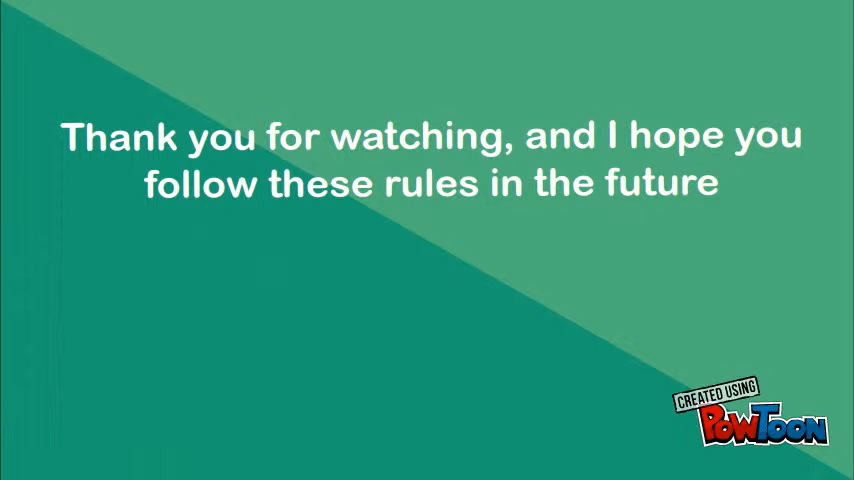 Thank you for watching, and I hope you
follow these rules in the future
CREATED USING
POWTOON